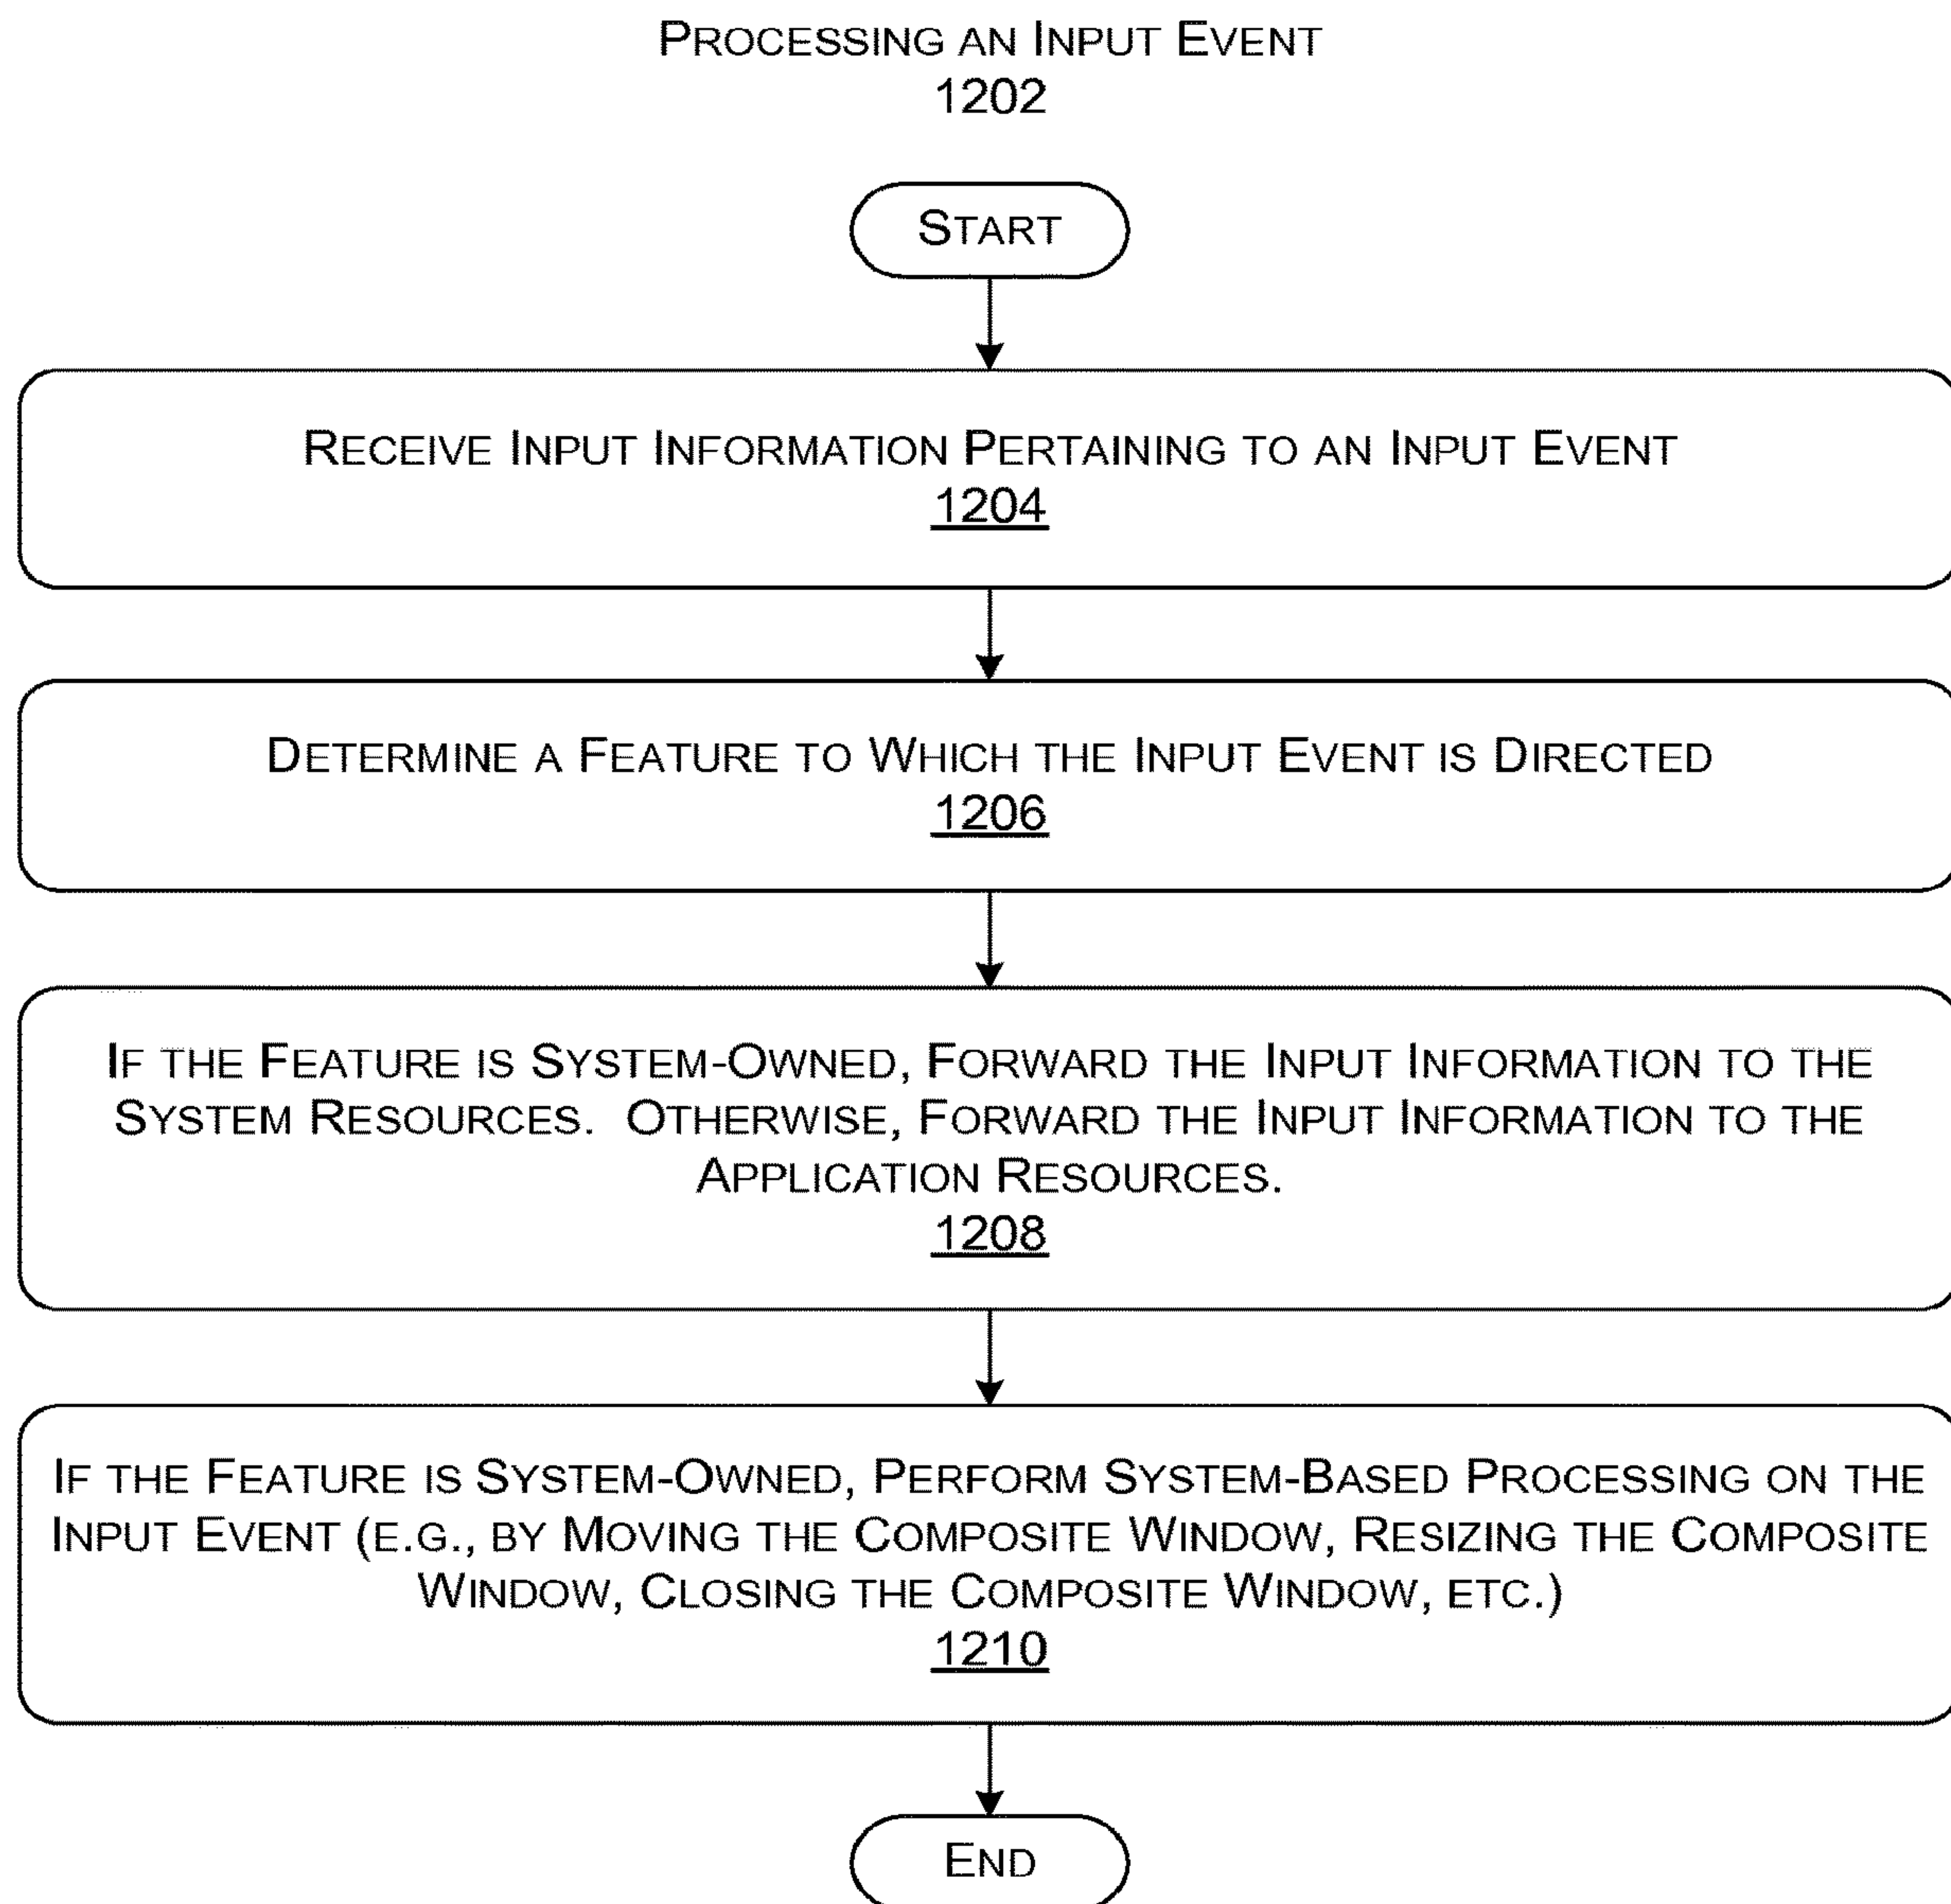 PROCESSING AN INPUT EVENT
1202
START
RECEIVE INPUT INFORMATION PERTAINING TO AN INPUT EVENT
1204
DETERMINE A FEATURE TO WHICH THE INPUT EVENT IS DIRECTED
1206
IF THE FEATURE IS SYSTEM-OWNED, FORWARD THE INPUT INFORMATION TO THE
SYSTEM RESOURCES. OTHERWISE, FORWARD THE INPUT INFORMATION TO THE
APPLICATION RESOURCES.
1208
IF THE FEATURE IS SYSTEM-OWNED, PERFORM SYSTEM-BASED PROCESSING ON THE
INPUT EVENT (E.G., BY MOVING THE COMPOSITE WINDOW, RESIZING THE COMPOSITE
WINDOW, CLOSING THE COMPOSITE WINDOW, ETC.)
1210
END